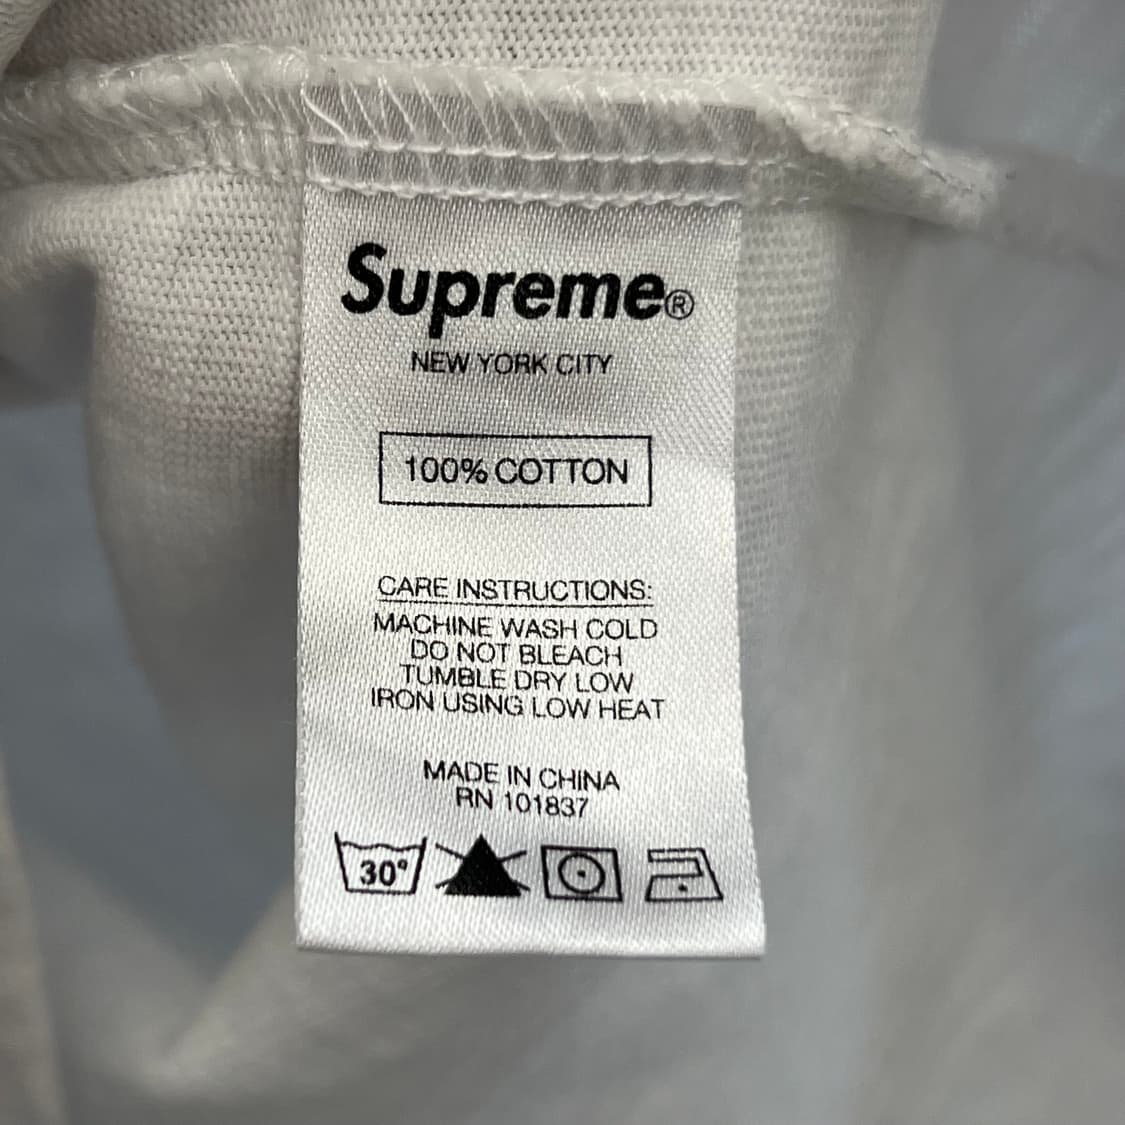 Supreme®
NEW YORK CITY
100% COTTON
CARE INSTRUCTIONS:
MACHINE WASH COLD
DO NOT BLEACH
TUMBLE DRY LOW
IRON USING LOW HEAT
MADE IN CHINA
RN 101837
30°